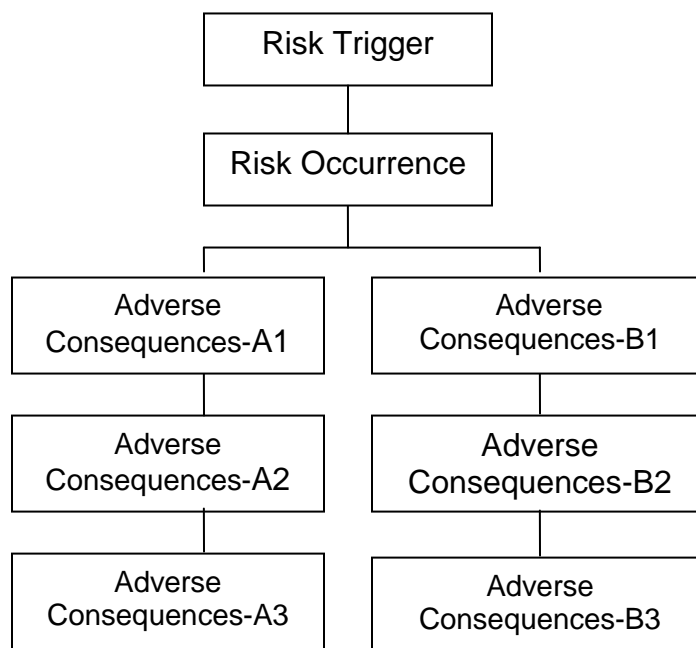 Risk Trigger
Risk Occurrence
Adverse
Consequences-A1
Adverse
Consequences-B1
Adverse
Consequences-A2
Adverse
Consequences-B2
Adverse
Consequences-A3
Adverse
Consequences-B3